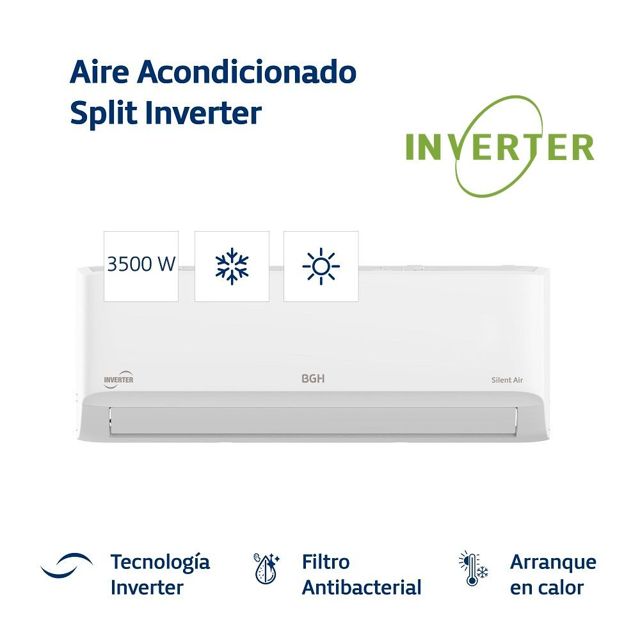 Aire Acondicionado
Split Inverter
INVERTER
3500 W
INVERTER
BGH
Silent Air
Tecnología
Inverter
Filtro
Antibacterial
Arranque
en calor